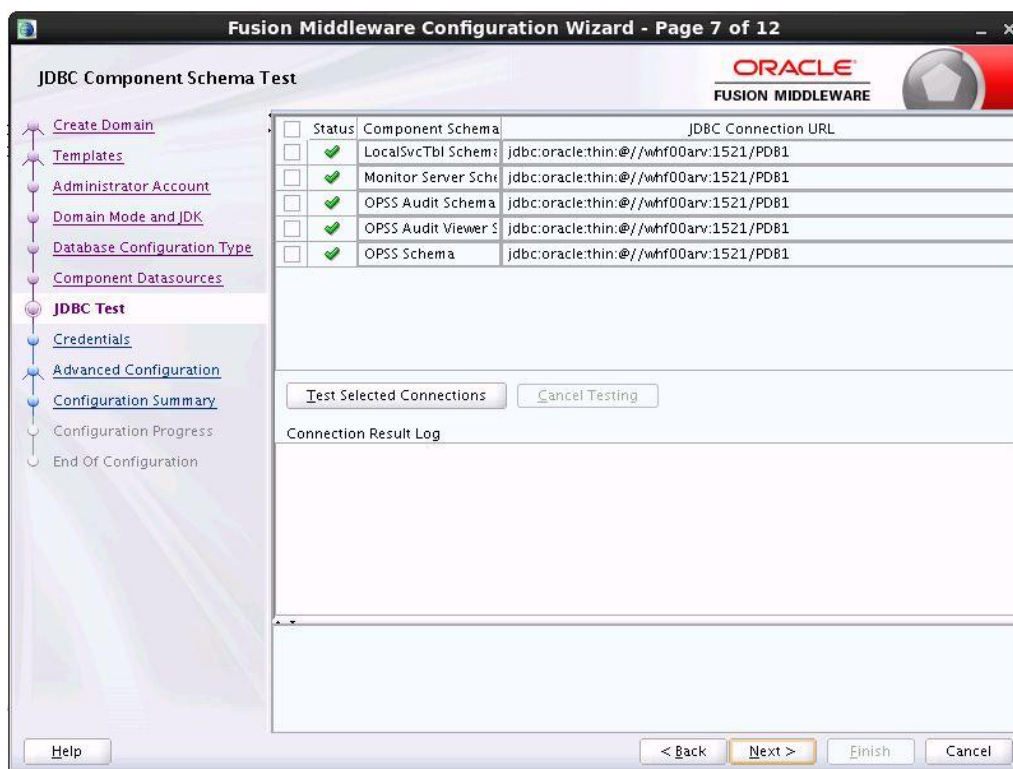 Fusion Middleware Configuration Wizard - Page 7 of 12
JDBC Component Schema Test
ORACLE
FUSION MIDDLEWARE
Create Domain
Templates
Administrator Account
Domain Mode and JDK
Database Configuration Type
Component Datasources
JDBC Test
Credentials
Advanced Configuration
Configuration Summary
Configuration Progress
End Of Configuration
Status Component Schema JDBC Connection URL
LocalSvcTbl Schema jdbc:oracle:thin:@//whf00arv:1521/PDB1
Monitor Server Sche jdbc:oracle:thin:@//whf00arv:1521/PDB1
OPSS Audit Schema jdbc:oracle:thin:@//whf00arv:1521/PDB1
OPSS Audit Viewer S jdbc:oracle:thin:@//whf00arv:1521/PDB1
OPSS Schema jdbc:oracle:thin:@//whf00arv:1521/PDB1
Test Selected Connections Cancel Testing
Connection Result Log
Help < Back Next > Finish Cancel